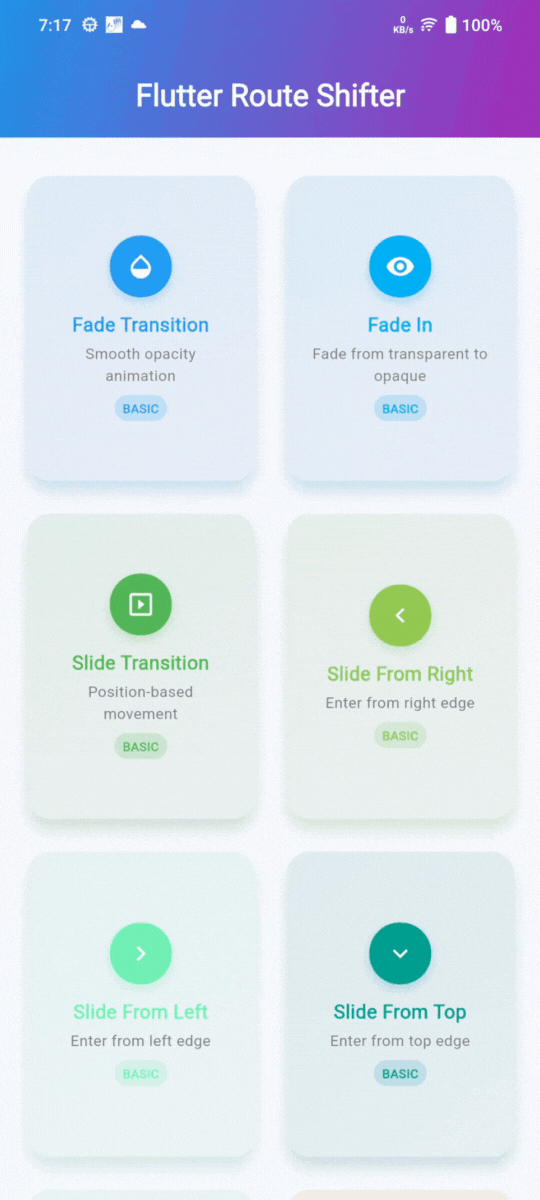 7:17
0
KB/s
100%
Flutter Route Shifter
Fade Transition
Smooth opacity
animation
BASIC
Fade In
Fade from transparent to
opaque
BASIC
Slide Transition
Position-based
movement
BASIC
Slide From Right
Enter from right edge
BASIC
Slide From Left
Enter from left edge
BASIC
Slide From Top
Enter from top edge
BASIC